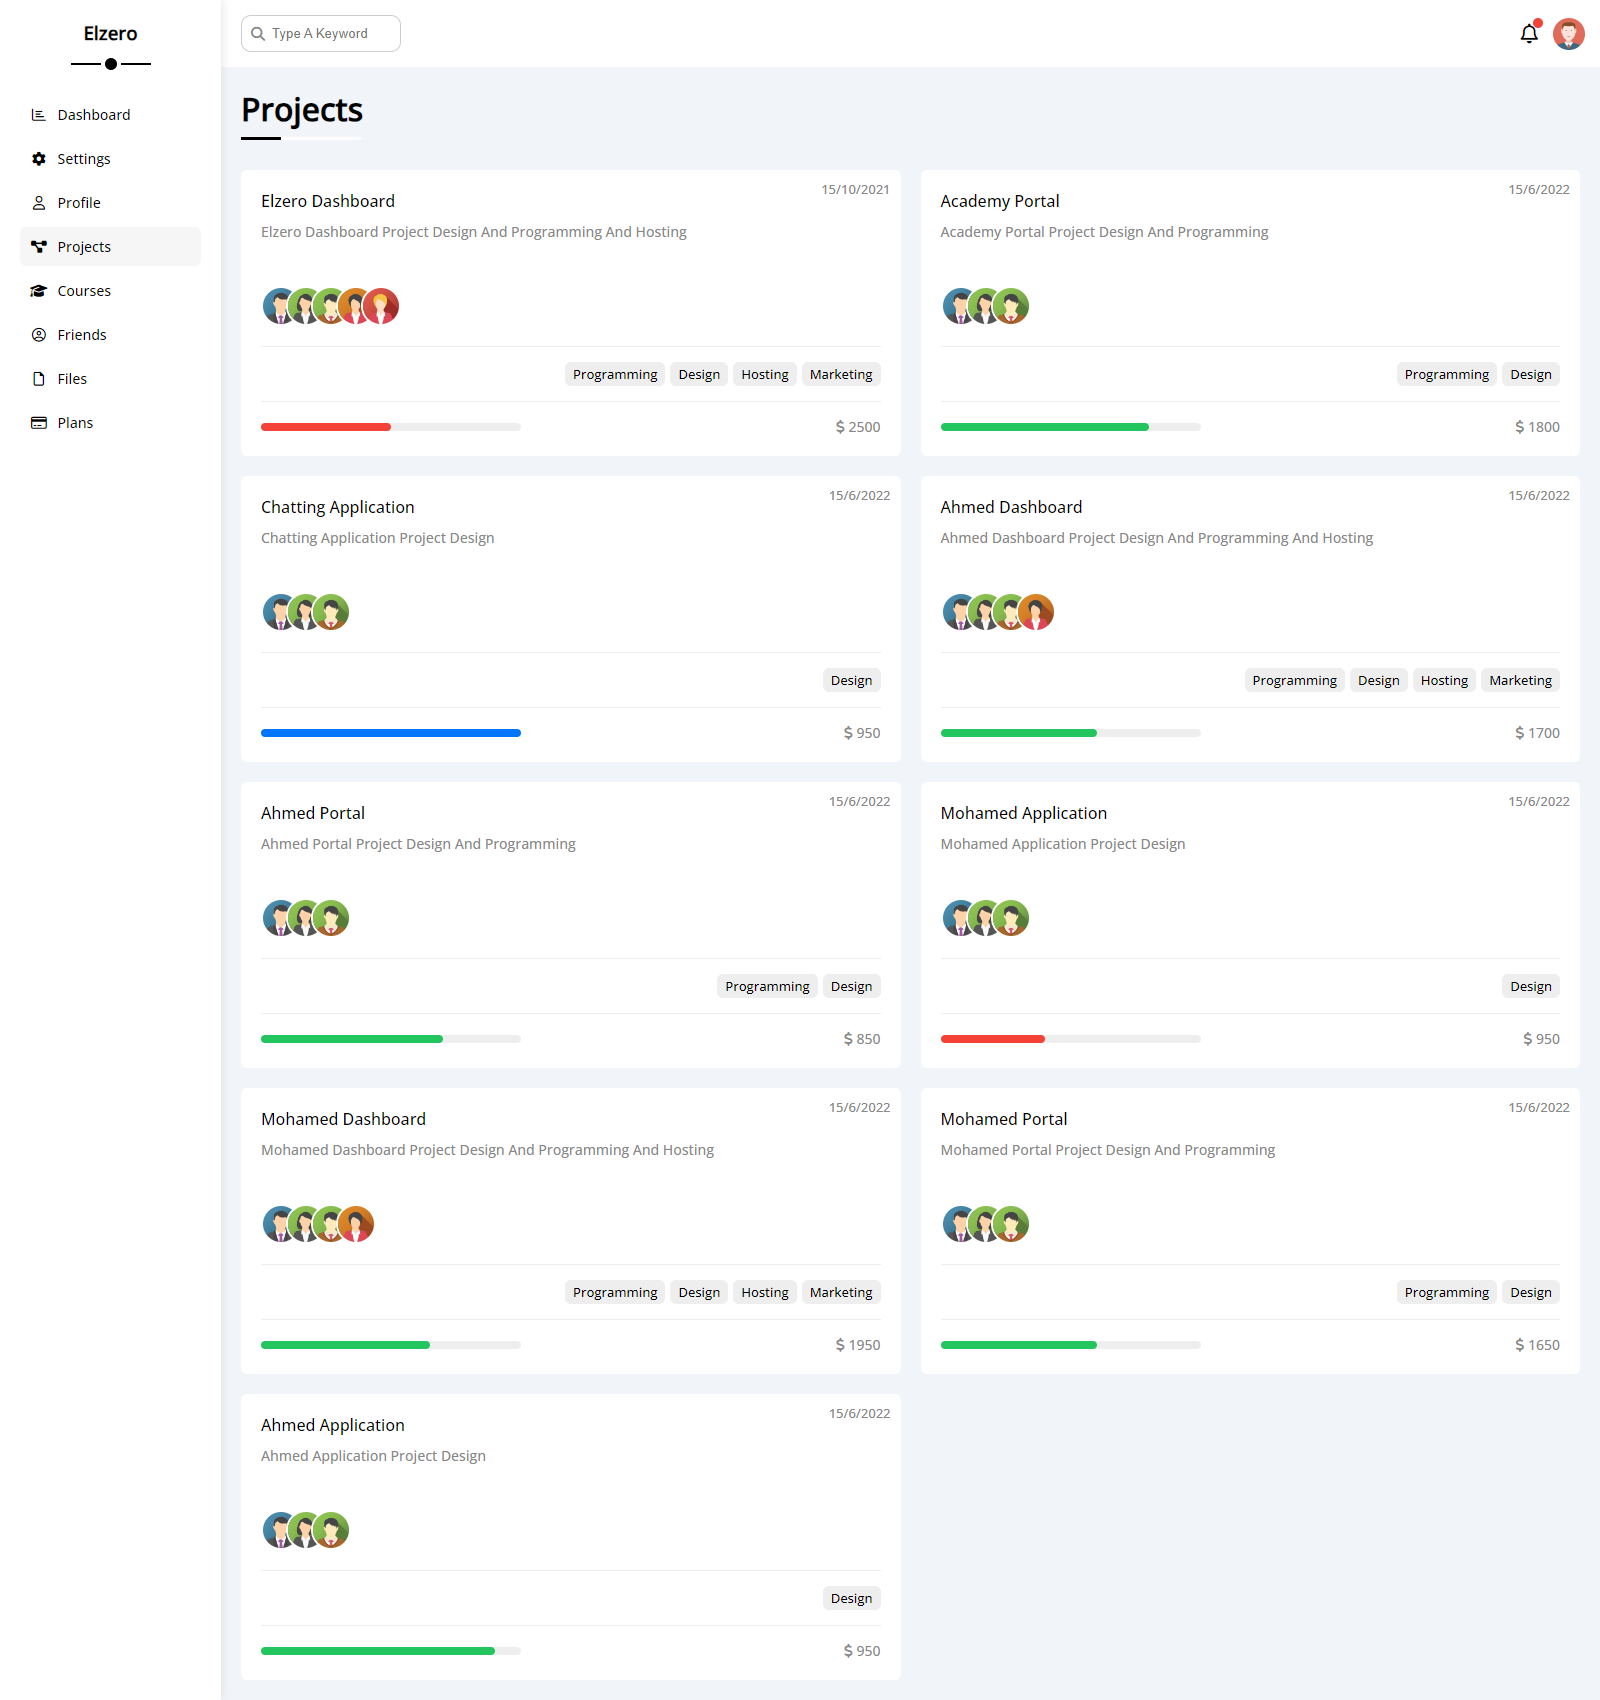 Elzero
Type A Keyword
Dashboard
Settings
Profile
Projects
Courses
Friends
Files
Plans
Projects
15/10/2021
Elzero Dashboard
Elzero Dashboard Project Design And Programming And Hosting
Programming Design Hosting Marketing
$ 2500
15/6/2022
Academy Portal
Academy Portal Project Design And Programming
Programming Design
$ 1800
15/6/2022
Chatting Application
Chatting Application Project Design
Design
$ 950
15/6/2022
Ahmed Dashboard
Ahmed Dashboard Project Design And Programming And Hosting
Programming Design Hosting Marketing
$ 1700
15/6/2022
Ahmed Portal
Ahmed Portal Project Design And Programming
Programming Design
$ 850
15/6/2022
Mohamed Application
Mohamed Application Project Design
Design
$ 950
15/6/2022
Mohamed Dashboard
Mohamed Dashboard Project Design And Programming And Hosting
Programming Design Hosting Marketing
$ 1950
15/6/2022
Mohamed Portal
Mohamed Portal Project Design And Programming
Programming Design
$ 1650
15/6/2022
Ahmed Application
Ahmed Application Project Design
Design
$ 950